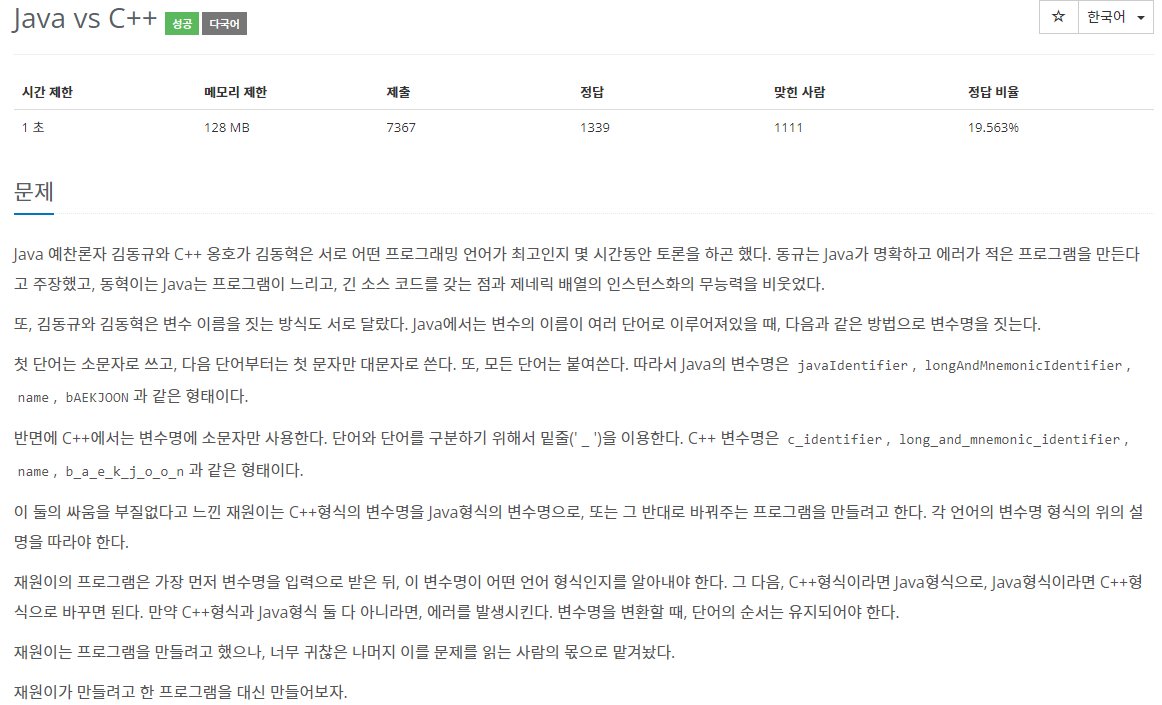 Java vs C++ 성공 다국어
☆ 한국어
시간 제한 메모리 제한 제출 정답 맞힌 사람 정답 비율
1 초 128 MB 7367 1339 1111 19.563%
문제
Java 예찬론자 김동규와 C++ 옹호가 김동혁은 서로 어떤 프로그래밍 언어가 최고인지 몇 시간동안 토론을 하곤 했다. 동규는 Java가 명확하고 에러가 적은 프로그램을 만든다
고 주장했고, 동혁이는 Java는 프로그램이 느리고, 긴 소스 코드를 갖는 점과 제네릭 배열의 인스턴스화의 무능력을 비웃었다.
또, 김동규와 김동혁은 변수 이름을 짓는 방식도 서로 달랐다. Java에서는 변수의 이름이 여러 단어로 이루어져있을 때, 다음과 같은 방법으로 변수명을 짓는다.
첫 단어는 소문자로 쓰고, 다음 단어부터는 첫 문자만 대문자로 쓴다. 또, 모든 단어는 붙여쓴다. 따라서 Java의 변수명은 javaIdentifier, longAndMnemonicIdentifier,
name, bAEKJOON과 같은 형태이다.
반면에 C++에서는 변수명에 소문자만 사용한다. 단어와 단어를 구분하기 위해서 밑줄('_')을 이용한다. C++ 변수명은 c_identifier, long_and_mnemonic_identifier,
name, b_a_e_k_j_o_o_n과 같은 형태이다.
이 둘의 싸움을 부질없다고 느낀 재원이는 C++형식의 변수명을 Java형식의 변수명으로, 또는 그 반대로 바꿔주는 프로그램을 만들려고 한다. 각 언어의 변수명 형식의 위의 설
명을 따라야 한다.
재원이의 프로그램은 가장 먼저 변수명을 입력으로 받은 뒤, 이 변수명이 어떤 언어 형식인지를 알아내야 한다. 그 다음, C++형식이라면 Java형식으로, Java형식이라면 C++형
식으로 바꾸면 된다. 만약 C++형식과 Java형식 둘 다 아니라면, 에러를 발생시킨다. 변수명을 변환할 때, 단어의 순서는 유지되어야 한다.
재원이는 프로그램을 만들려고 했으나, 너무 귀찮은 나머지 이를 문제를 읽는 사람의 몫으로 맡겨놨다.
재원이가 만들려고 한 프로그램을 대신 만들어보자.